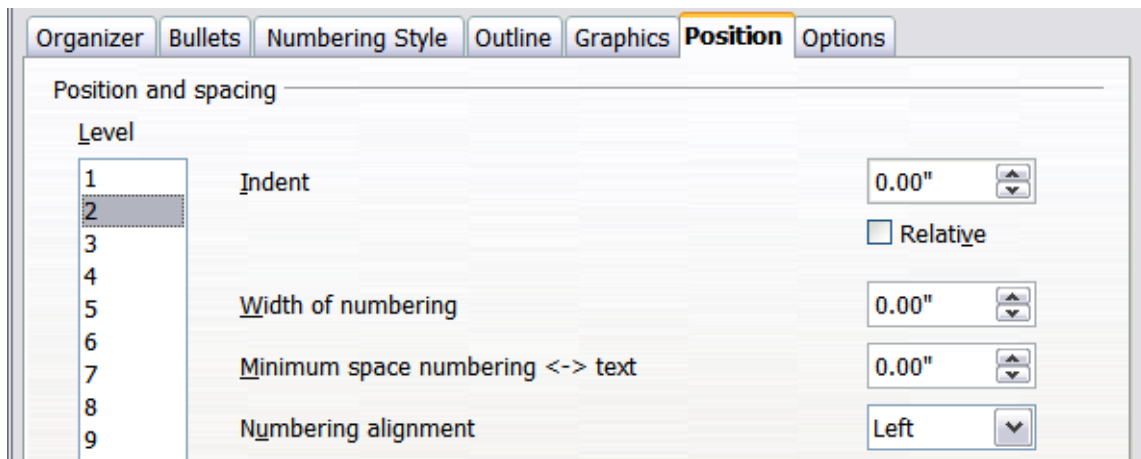 Organizer Bullets Numbering Style Outline Graphics Position Options
Position and spacing
Level
1
Indent 0.00"
2
Relative
3
4
5
Width of numbering 0.00"
6
7
Minimum space numbering <-> text 0.00"
8
9
Numbering alignment Left